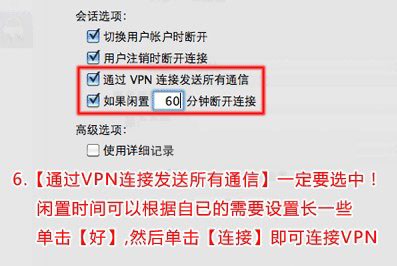 会话选项:
切换用户帐户时断开
用户注销时断开连接
通过 VPN 连接发送所有通信
如果闲置 60 分钟断开连接
高级选项:
使用详细记录
6.【通过VPN连接发送所有通信】一定要选中！
闲置时间可以根据自已的需要设置长一些
单击【好】,然后单击【连接】即可连接VPN